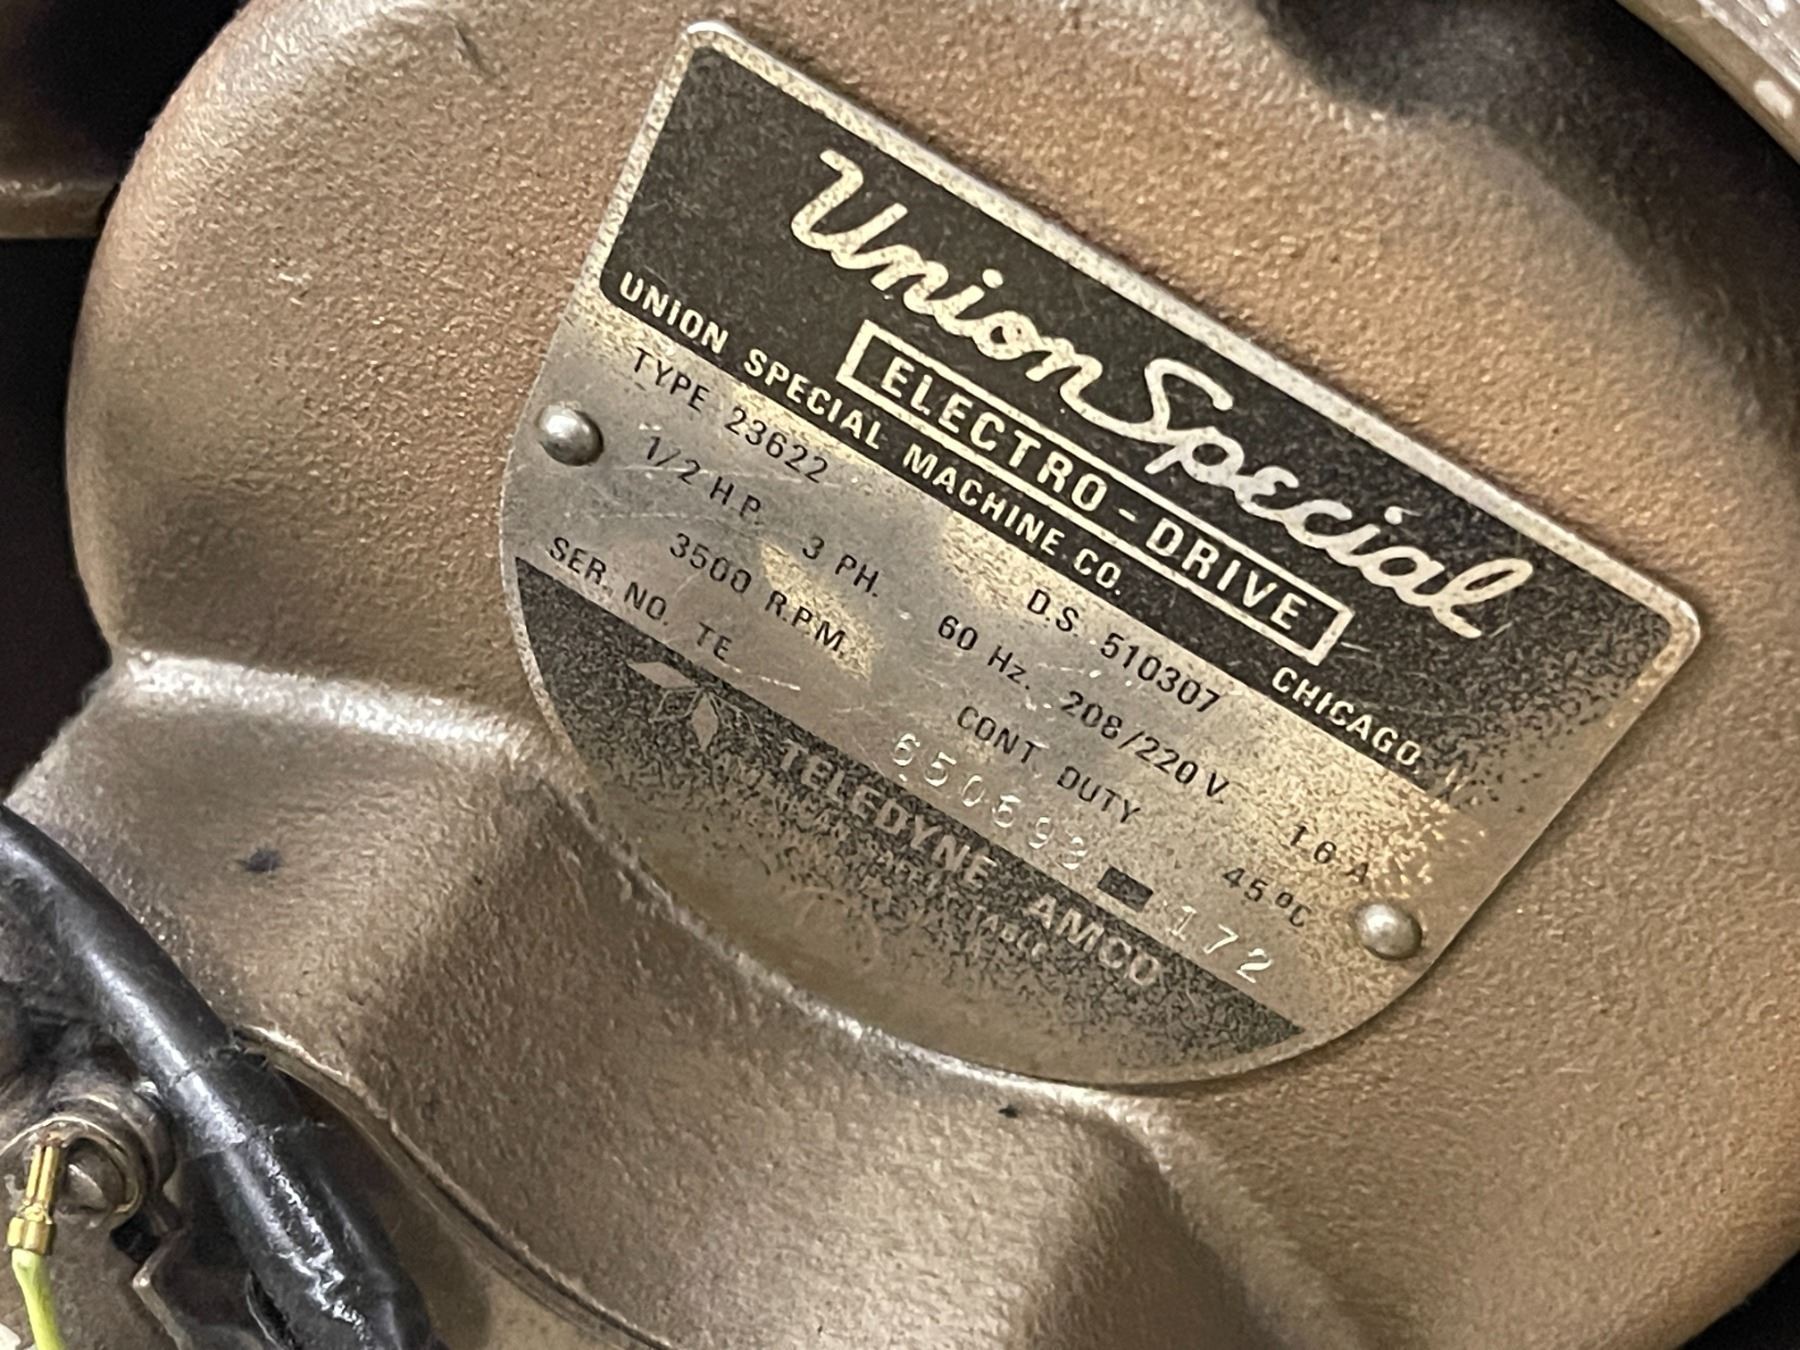 Union Special
ELECTRO-DRIVE
UNION SPECIAL MACHINE CO. CHICAGO.
TYPE 23622 D.S. 510307
1/2 H.P. 3 PH. 60 Hz. 208/220 V. 1.6 A.
3500 R.P.M. CONT. DUTY 45°C
SER. NO. TE 650693 172
TELEDYNE AMCO